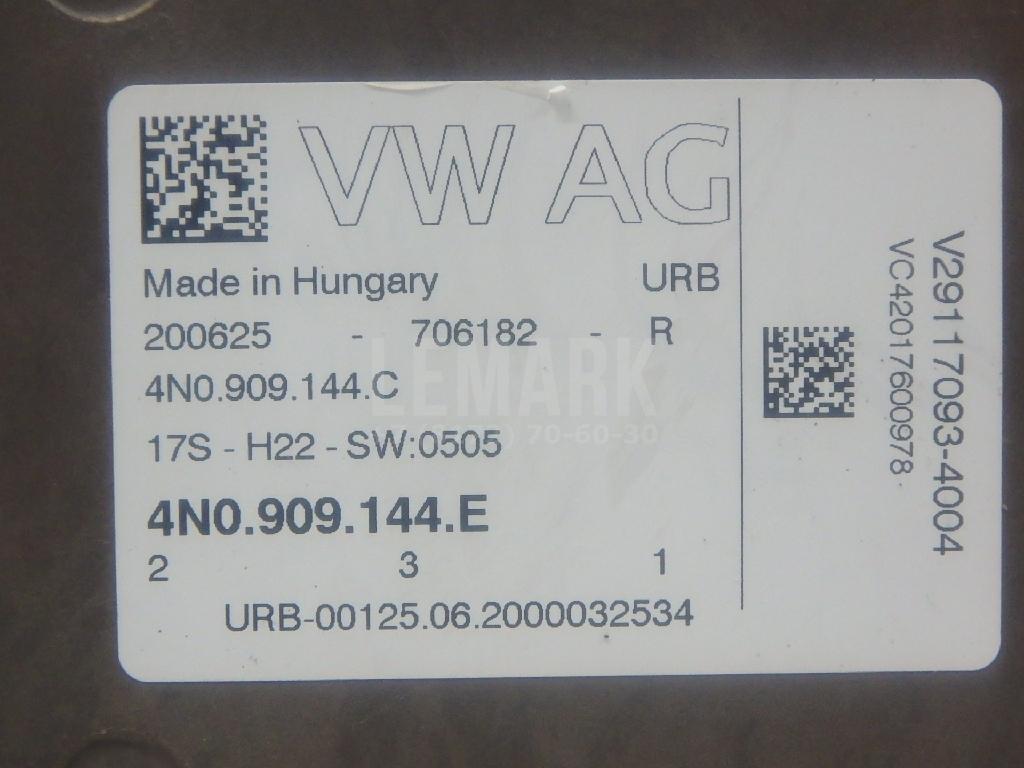 VW AG
Made in Hungary URB
200625 - 706182 - R
4N0.909.144.C
17S - H22 - SW:0505
4N0.909.144.E
2 3 1
URB-00125.06.2000032534
V29117093-4004
VC42017600978
LEMARK
70-60-30